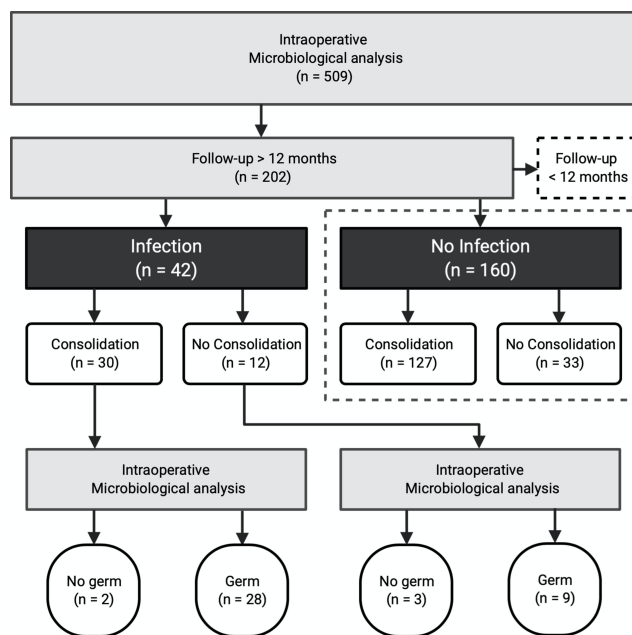 Intraoperative
Microbiological analysis
(n = 509)
Follow-up > 12 months
(n = 202)
Follow-up
< 12 months
Infection
(n = 42)
No Infection
(n = 160)
Consolidation
(n = 30)
No Consolidation
(n = 12)
Consolidation
(n = 127)
No Consolidation
(n = 33)
Intraoperative
Microbiological analysis
Intraoperative
Microbiological analysis
No germ
(n = 2)
Germ
(n = 28)
No germ
(n = 3)
Germ
(n = 9)